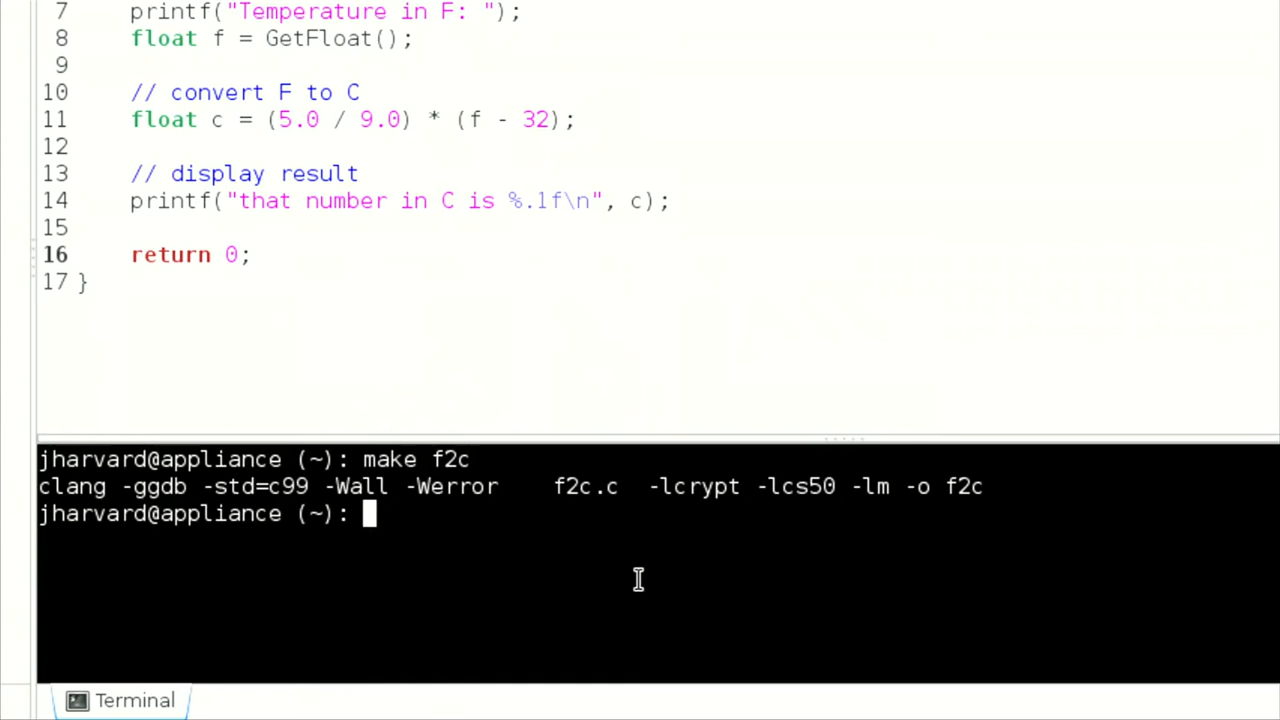 7     printf("Temperature in F: ");
8     float f = GetFloat();
9
10     // convert F to C
11     float c = (5.0 / 9.0) * (f - 32);
12
13     // display result
14     printf("that number in C is %.1f\n", c);
15
16     return 0;
17 }
jharvard@appliance (~): make f2c
clang -ggdb -std=c99 -Wall -Werror    f2c.c  -lcrypt -lcs50 -lm -o f2c
jharvard@appliance (~):
Terminal